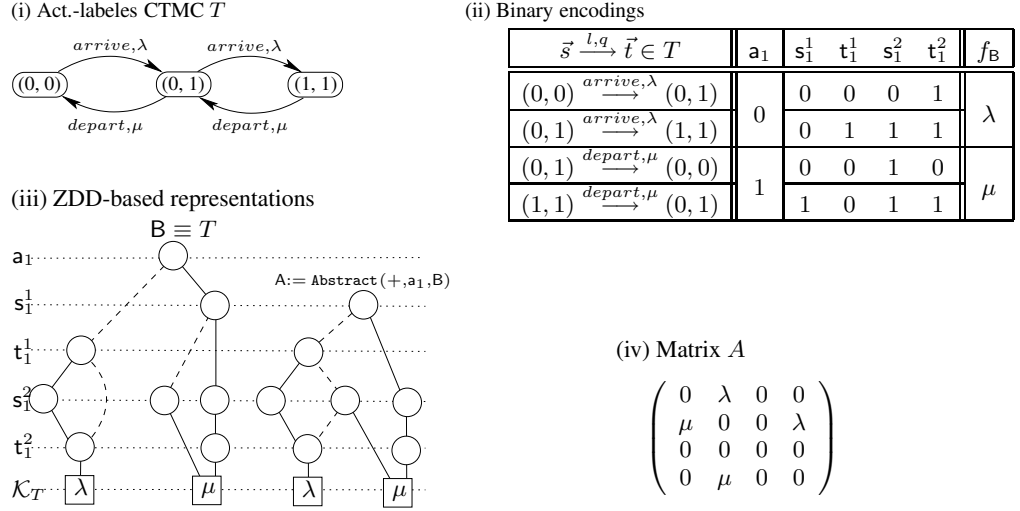 (i) Act.-labeles CTMC T
arrive,λ arrive,λ
(0, 0) (0, 1) (1, 1)
depart,μ depart,μ
(ii) Binary encodings
s⃗ —l,q→ t⃗ ∈ T a₁ s₁¹ t₁¹ s₁² t₁² f_B
(0, 0) —arrive,λ→ (0, 1) 0 0 0 0 1 λ
(0, 1) —arrive,λ→ (1, 1) 0 1 1 1
(0, 1) —depart,μ→ (0, 0) 1 0 0 1 0 μ
(1, 1) —depart,μ→ (0, 1) 1 0 1 1
(iii) ZDD-based representations
B ≡ T
a₁
A:= Abstract(+,a₁,B)
s₁¹
t₁¹
s₁²
t₁²
𝒦_T λ μ λ μ
(iv) Matrix A
0 λ 0 0
μ 0 0 λ
0 0 0 0
0 μ 0 0